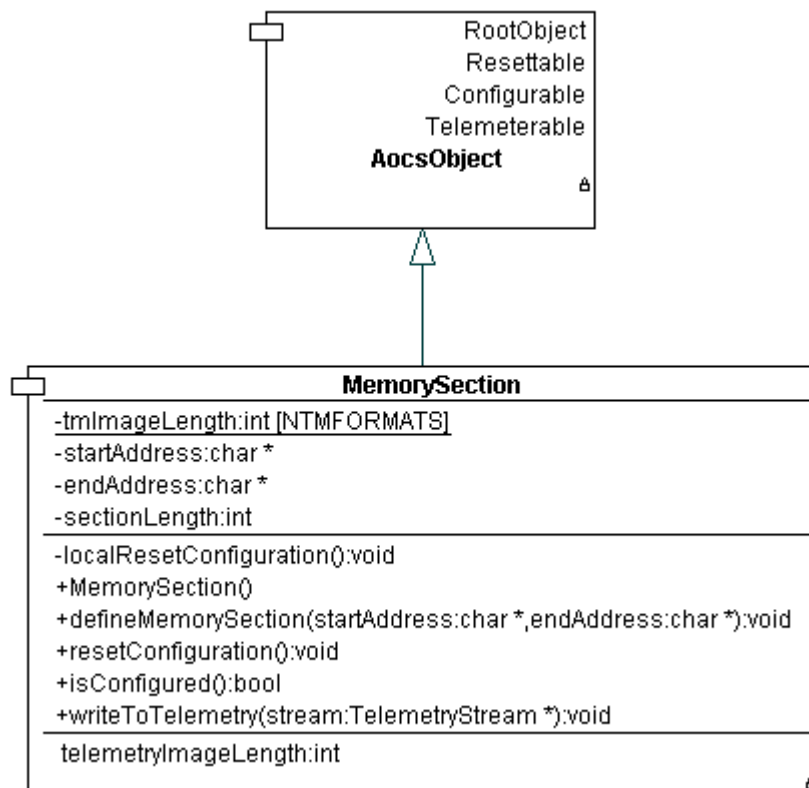 RootObject
Resettable
Configurable
Telemeterable
AocsObject
MemorySection
-tmImageLength:int [NTMFORMATS]
-startAddress:char *
-endAddress:char *
-sectionLength:int
-localResetConfiguration():void
+MemorySection()
+defineMemorySection(startAddress:char *,endAddress:char *):void
+resetConfiguration():void
+isConfigured():bool
+writeToTelemetry(stream:TelemetryStream *):void
telemetryImageLength:int